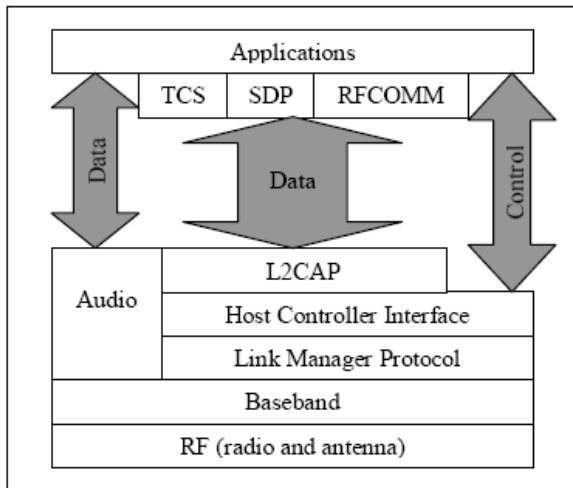 Applications
TCS SDP RFCOMM
Data
Data
Control
L2CAP
Audio
Host Controller Interface
Link Manager Protocol
Baseband
RF (radio and antenna)